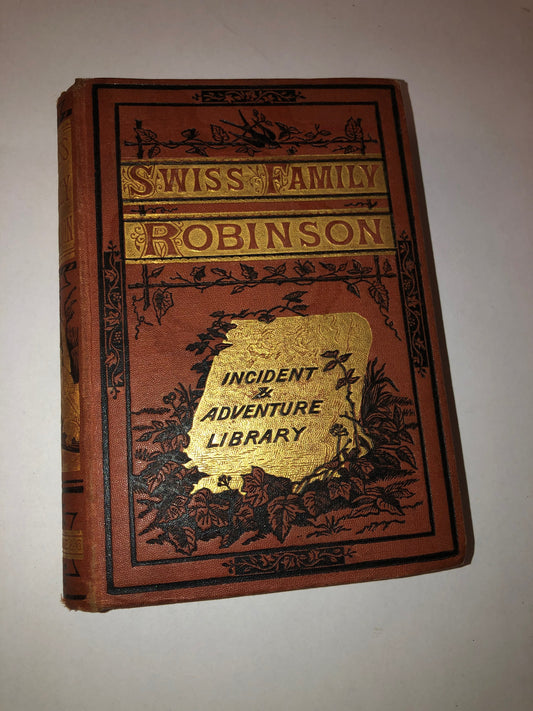 SWISS FAMILY
ROBINSON
INCIDENT
&
ADVENTURE
LIBRARY